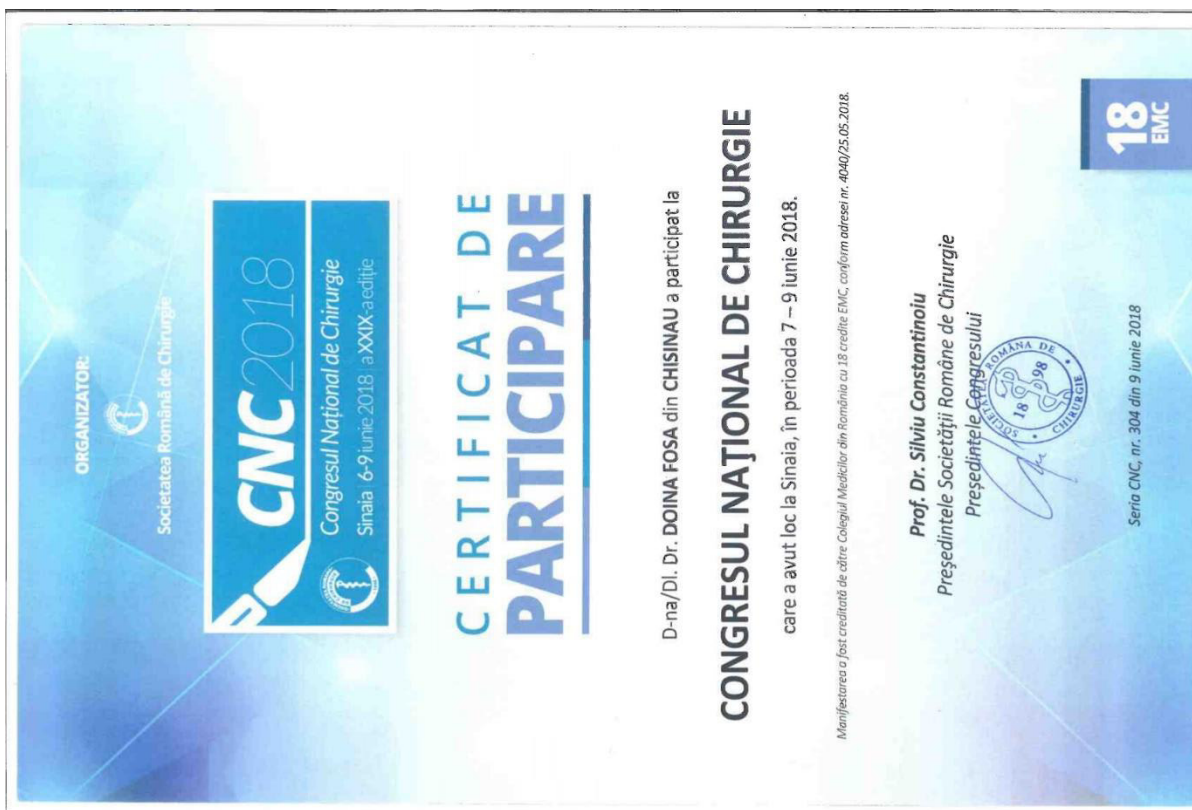 ORGANIZATOR:
Societatea Română de Chirurgie
CNC2018
Congresul Național de Chirurgie
Sinaia | 6-9 iunie 2018 | a XXIX-a ediție
CERTIFICAT DE
PARTICIPARE
D-na/Dl. Dr. DOINA FOSA din CHISINAU a participat la
CONGRESUL NAŢIONAL DE CHIRURGIE
care a avut loc la Sinaia, în perioada 7 – 9 iunie 2018.
Manifestarea a fost creditată de către Colegiul Medicilor din România cu 18 credite EMC, conform adresei nr. 4040/25.05.2018.
Prof. Dr. Silviu Constantinoiu
Președintele Societății Române de Chirurgie
Președintele Congresului
SOCIETATEA ROMÂNA DE CHIRURGIE
18 98
Seria CNC, nr. 304 din 9 iunie 2018
18
EMC